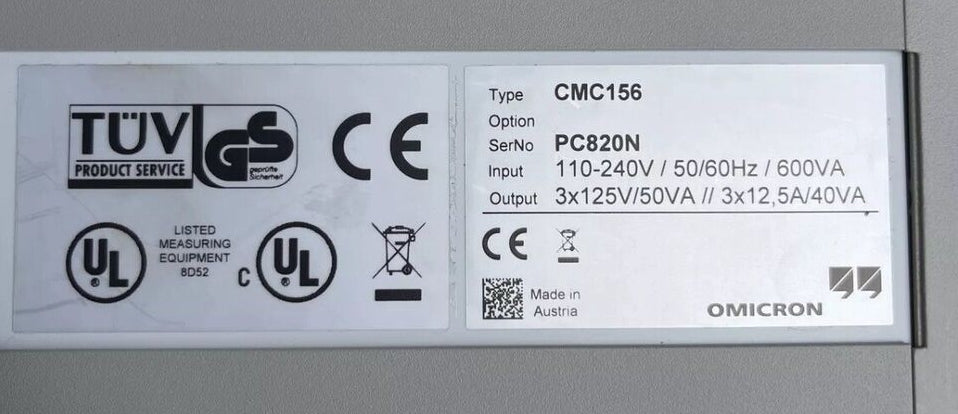 TÜV
PRODUCT SERVICE
GS
geprüfte
Sicherheit
CE
UL
®
LISTED
MEASURING
EQUIPMENT
8D52
C UL
®
Type CMC156
Option
SerNo PC820N
Input 110-240V / 50/60Hz / 600VA
Output 3x125V/50VA // 3x12,5A/40VA
CE
Made in
Austria
OMICRON